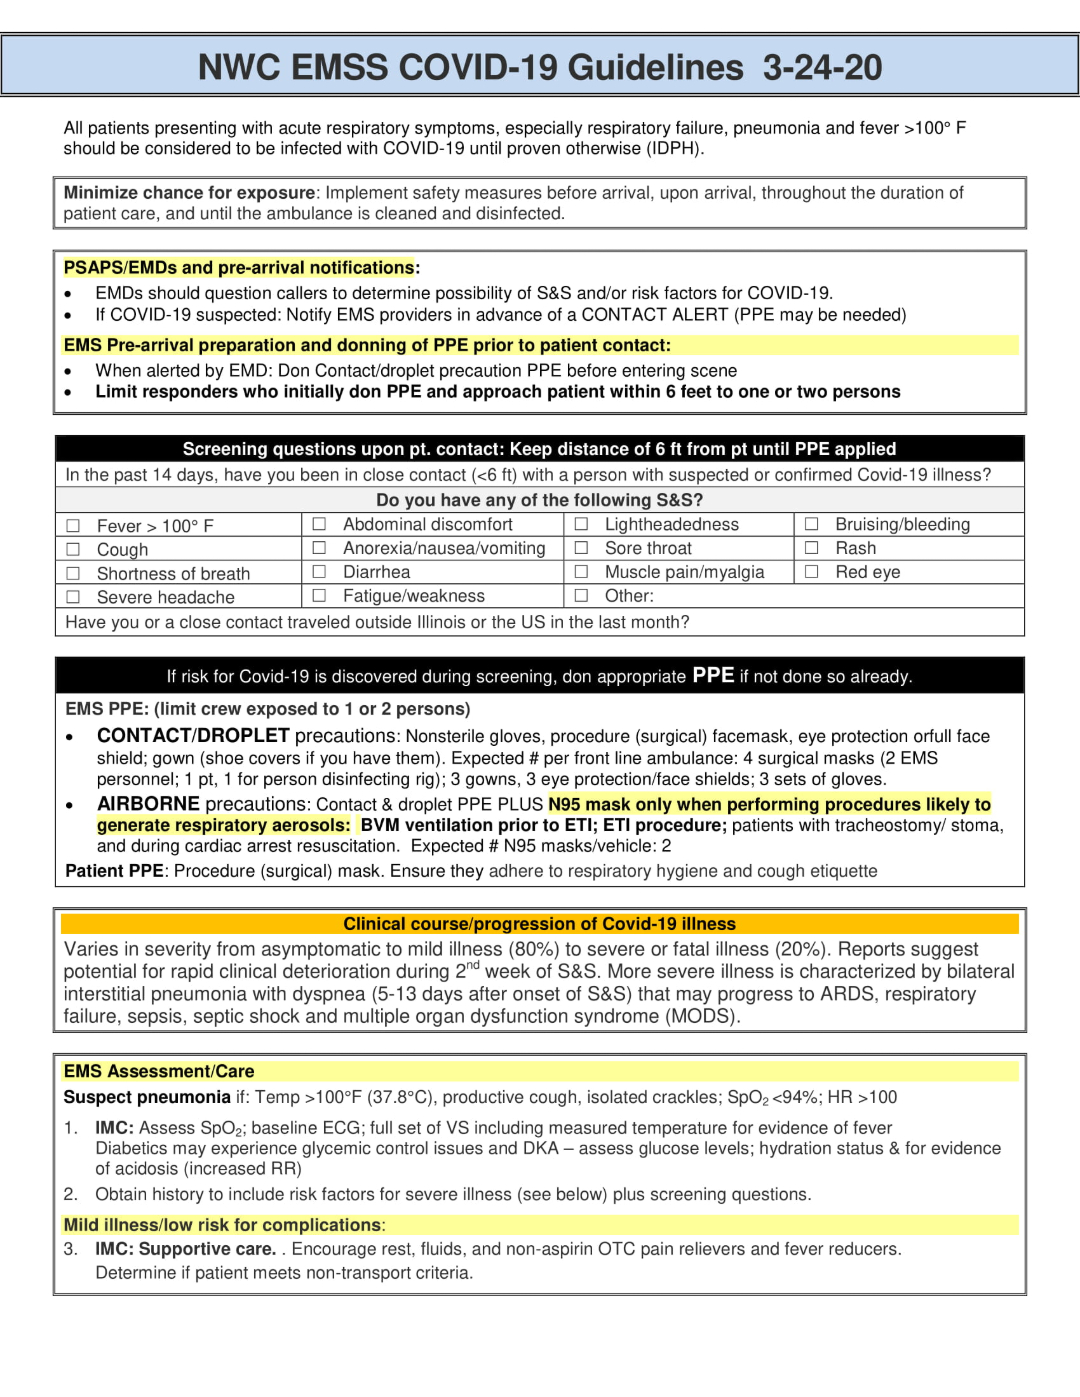 NWC EMSS COVID-19 Guidelines 3-24-20
All patients presenting with acute respiratory symptoms, especially respiratory failure, pneumonia and fever >100° F
should be considered to be infected with COVID-19 until proven otherwise (IDPH).
Minimize chance for exposure: Implement safety measures before arrival, upon arrival, throughout the duration of
patient care, and until the ambulance is cleaned and disinfected.
PSAPS/EMDs and pre-arrival notifications:
• EMDs should question callers to determine possibility of S&S and/or risk factors for COVID-19.
• If COVID-19 suspected: Notify EMS providers in advance of a CONTACT ALERT (PPE may be needed)
EMS Pre-arrival preparation and donning of PPE prior to patient contact:
• When alerted by EMD: Don Contact/droplet precaution PPE before entering scene
• Limit responders who initially don PPE and approach patient within 6 feet to one or two persons
Screening questions upon pt. contact: Keep distance of 6 ft from pt until PPE applied
In the past 14 days, have you been in close contact (<6 ft) with a person with suspected or confirmed Covid-19 illness?
Do you have any of the following S&S?
☐ Fever > 100° F ☐ Abdominal discomfort ☐ Lightheadedness ☐ Bruising/bleeding
☐ Cough ☐ Anorexia/nausea/vomiting ☐ Sore throat ☐ Rash
☐ Shortness of breath ☐ Diarrhea ☐ Muscle pain/myalgia ☐ Red eye
☐ Severe headache ☐ Fatigue/weakness ☐ Other:
Have you or a close contact traveled outside Illinois or the US in the last month?
If risk for Covid-19 is discovered during screening, don appropriate PPE if not done so already.
EMS PPE: (limit crew exposed to 1 or 2 persons)
• CONTACT/DROPLET precautions: Nonsterile gloves, procedure (surgical) facemask, eye protection orfull face
shield; gown (shoe covers if you have them). Expected # per front line ambulance: 4 surgical masks (2 EMS
personnel; 1 pt, 1 for person disinfecting rig); 3 gowns, 3 eye protection/face shields; 3 sets of gloves.
• AIRBORNE precautions: Contact & droplet PPE PLUS N95 mask only when performing procedures likely to
generate respiratory aerosols: BVM ventilation prior to ETI; ETI procedure; patients with tracheostomy/ stoma,
and during cardiac arrest resuscitation. Expected # N95 masks/vehicle: 2
Patient PPE: Procedure (surgical) mask. Ensure they adhere to respiratory hygiene and cough etiquette
Clinical course/progression of Covid-19 illness
Varies in severity from asymptomatic to mild illness (80%) to severe or fatal illness (20%). Reports suggest
potential for rapid clinical deterioration during 2nd week of S&S. More severe illness is characterized by bilateral
interstitial pneumonia with dyspnea (5-13 days after onset of S&S) that may progress to ARDS, respiratory
failure, sepsis, septic shock and multiple organ dysfunction syndrome (MODS).
EMS Assessment/Care
Suspect pneumonia if: Temp >100°F (37.8°C), productive cough, isolated crackles; SpO2 <94%; HR >100
1. IMC: Assess SpO2; baseline ECG; full set of VS including measured temperature for evidence of fever
Diabetics may experience glycemic control issues and DKA – assess glucose levels; hydration status & for evidence
of acidosis (increased RR)
2. Obtain history to include risk factors for severe illness (see below) plus screening questions.
Mild illness/low risk for complications:
3. IMC: Supportive care. . Encourage rest, fluids, and non-aspirin OTC pain relievers and fever reducers.
Determine if patient meets non-transport criteria.